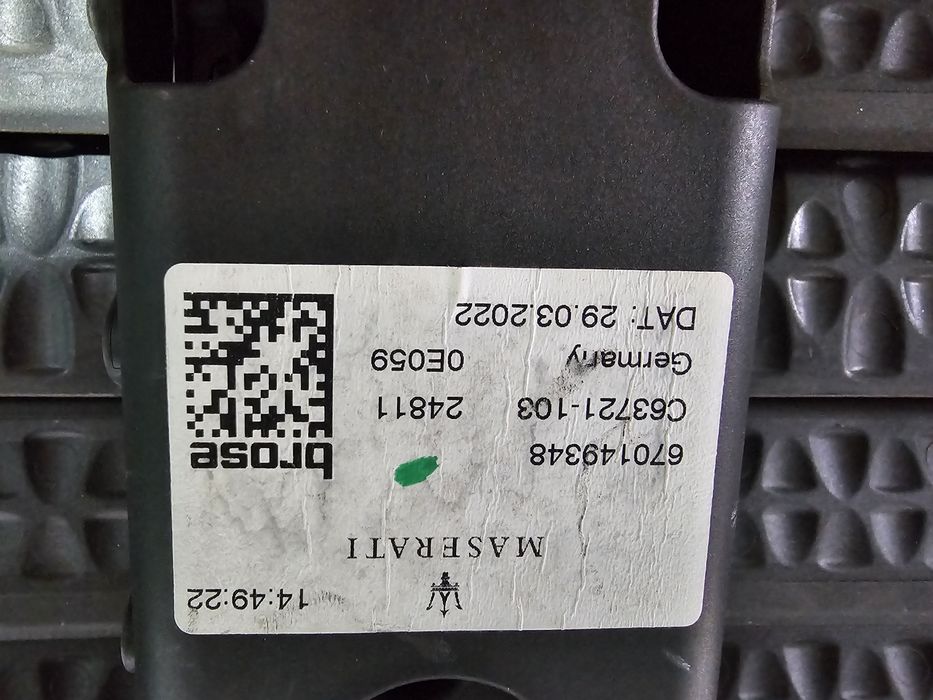 14:49:22
MASERATI
670149348
brose
C63721-103 24811
Germany 0E059
DAT: 29.03.2022